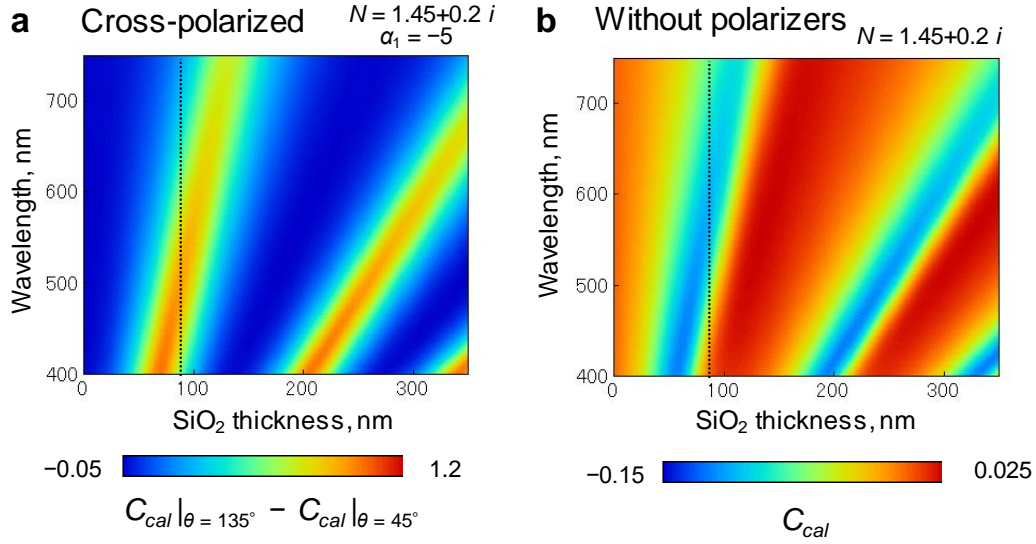 a Cross-polarized
N = 1.45+0.2 i
α1 = −5
Wavelength, nm
700
600
500
400
0
100
200
300
SiO2 thickness, nm
−0.05
1.2
Ccal |θ = 135° − Ccal |θ = 45°
b Without polarizers
N = 1.45+0.2 i
Wavelength, nm
700
600
500
400
0
100
200
300
SiO2 thickness, nm
−0.15
0.025
Ccal